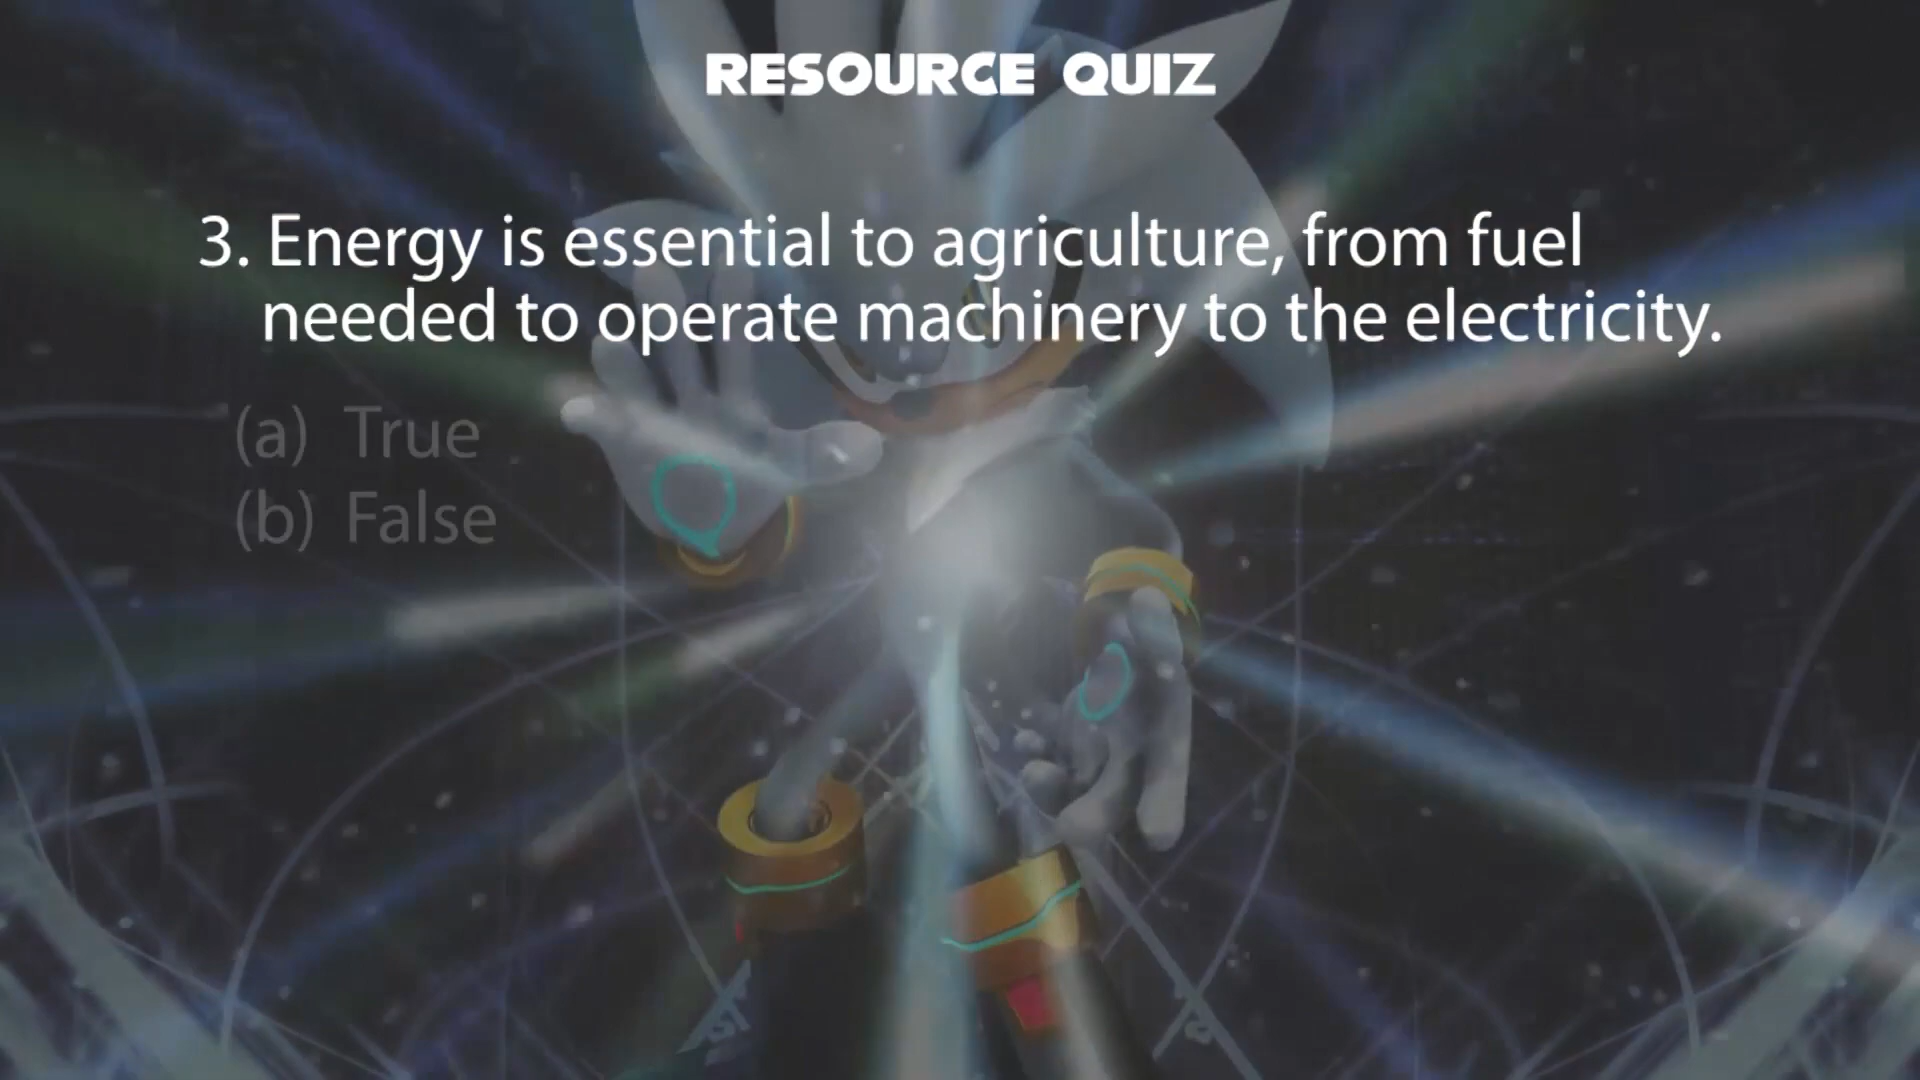 RESOURCE QUIZ
3. Energy is essential to agriculture, from fuel
needed to operate machinery to the electricity.
(a) True
(b) False